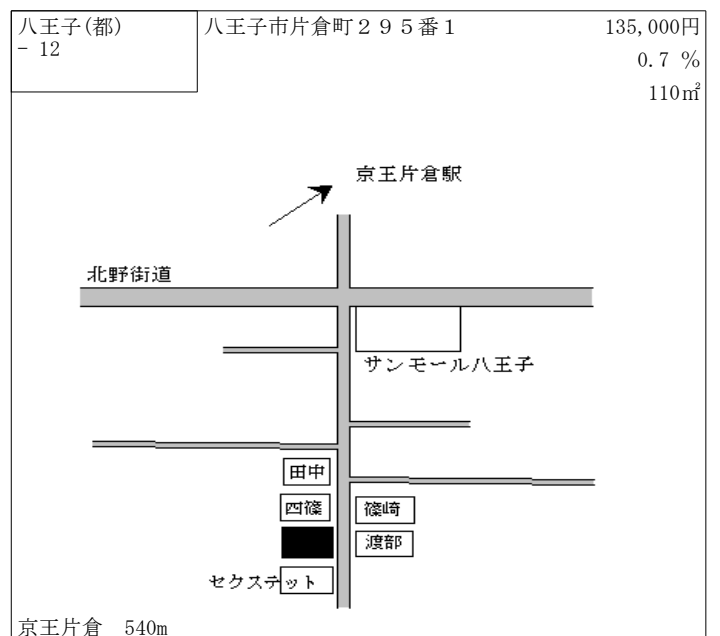 八王子(都)
- 12
八王子市片倉町２９５番１
135,000円
0.7 %
110㎡
京王片倉駅
北野街道
サンモール八王子
田中
四篠
篠崎
渡部
セクステット
京王片倉 540m